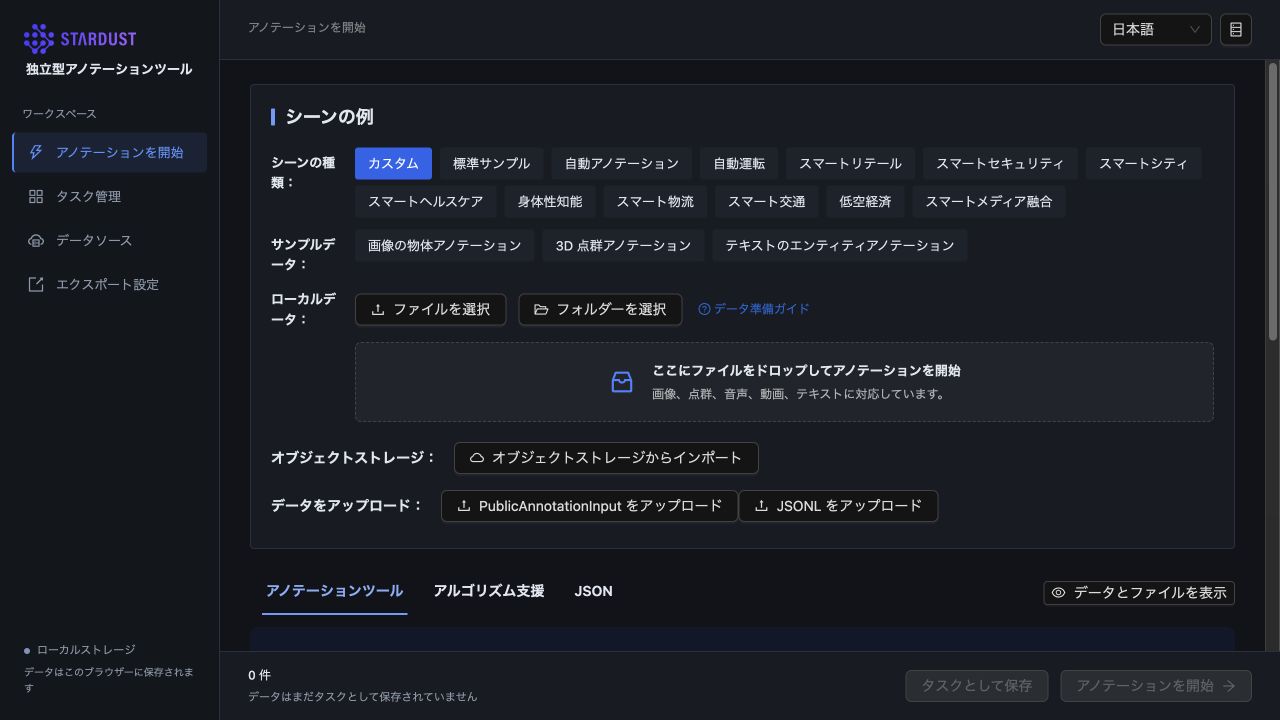 STARDUST
独立型アノテーションツール
ワークスペース
アノテーションを開始
タスク管理
データソース
エクスポート設定
ローカルストレージ
データはこのブラウザーに保存されま
す
アノテーションを開始
日本語
シーンの例
シーンの種
類：
カスタム
標準サンプル
自動アノテーション
自動運転
スマートリテール
スマートセキュリティ
スマートシティ
スマートヘルスケア
身体性知能
スマート物流
スマート交通
低空経済
スマートメディア融合
サンプルデ
ータ：
画像の物体アノテーション
3D 点群アノテーション
テキストのエンティティアノテーション
ローカルデ
ータ：
ファイルを選択
フォルダーを選択
データ準備ガイド
ここにファイルをドロップしてアノテーションを開始
画像、点群、音声、動画、テキストに対応しています。
オブジェクトストレージ：
オブジェクトストレージからインポート
データをアップロード：
PublicAnnotationInput をアップロード
JSONL をアップロード
アノテーションツール
アルゴリズム支援
JSON
データとファイルを表示
0 件
データはまだタスクとして保存されていません
タスクとして保存
アノテーションを開始